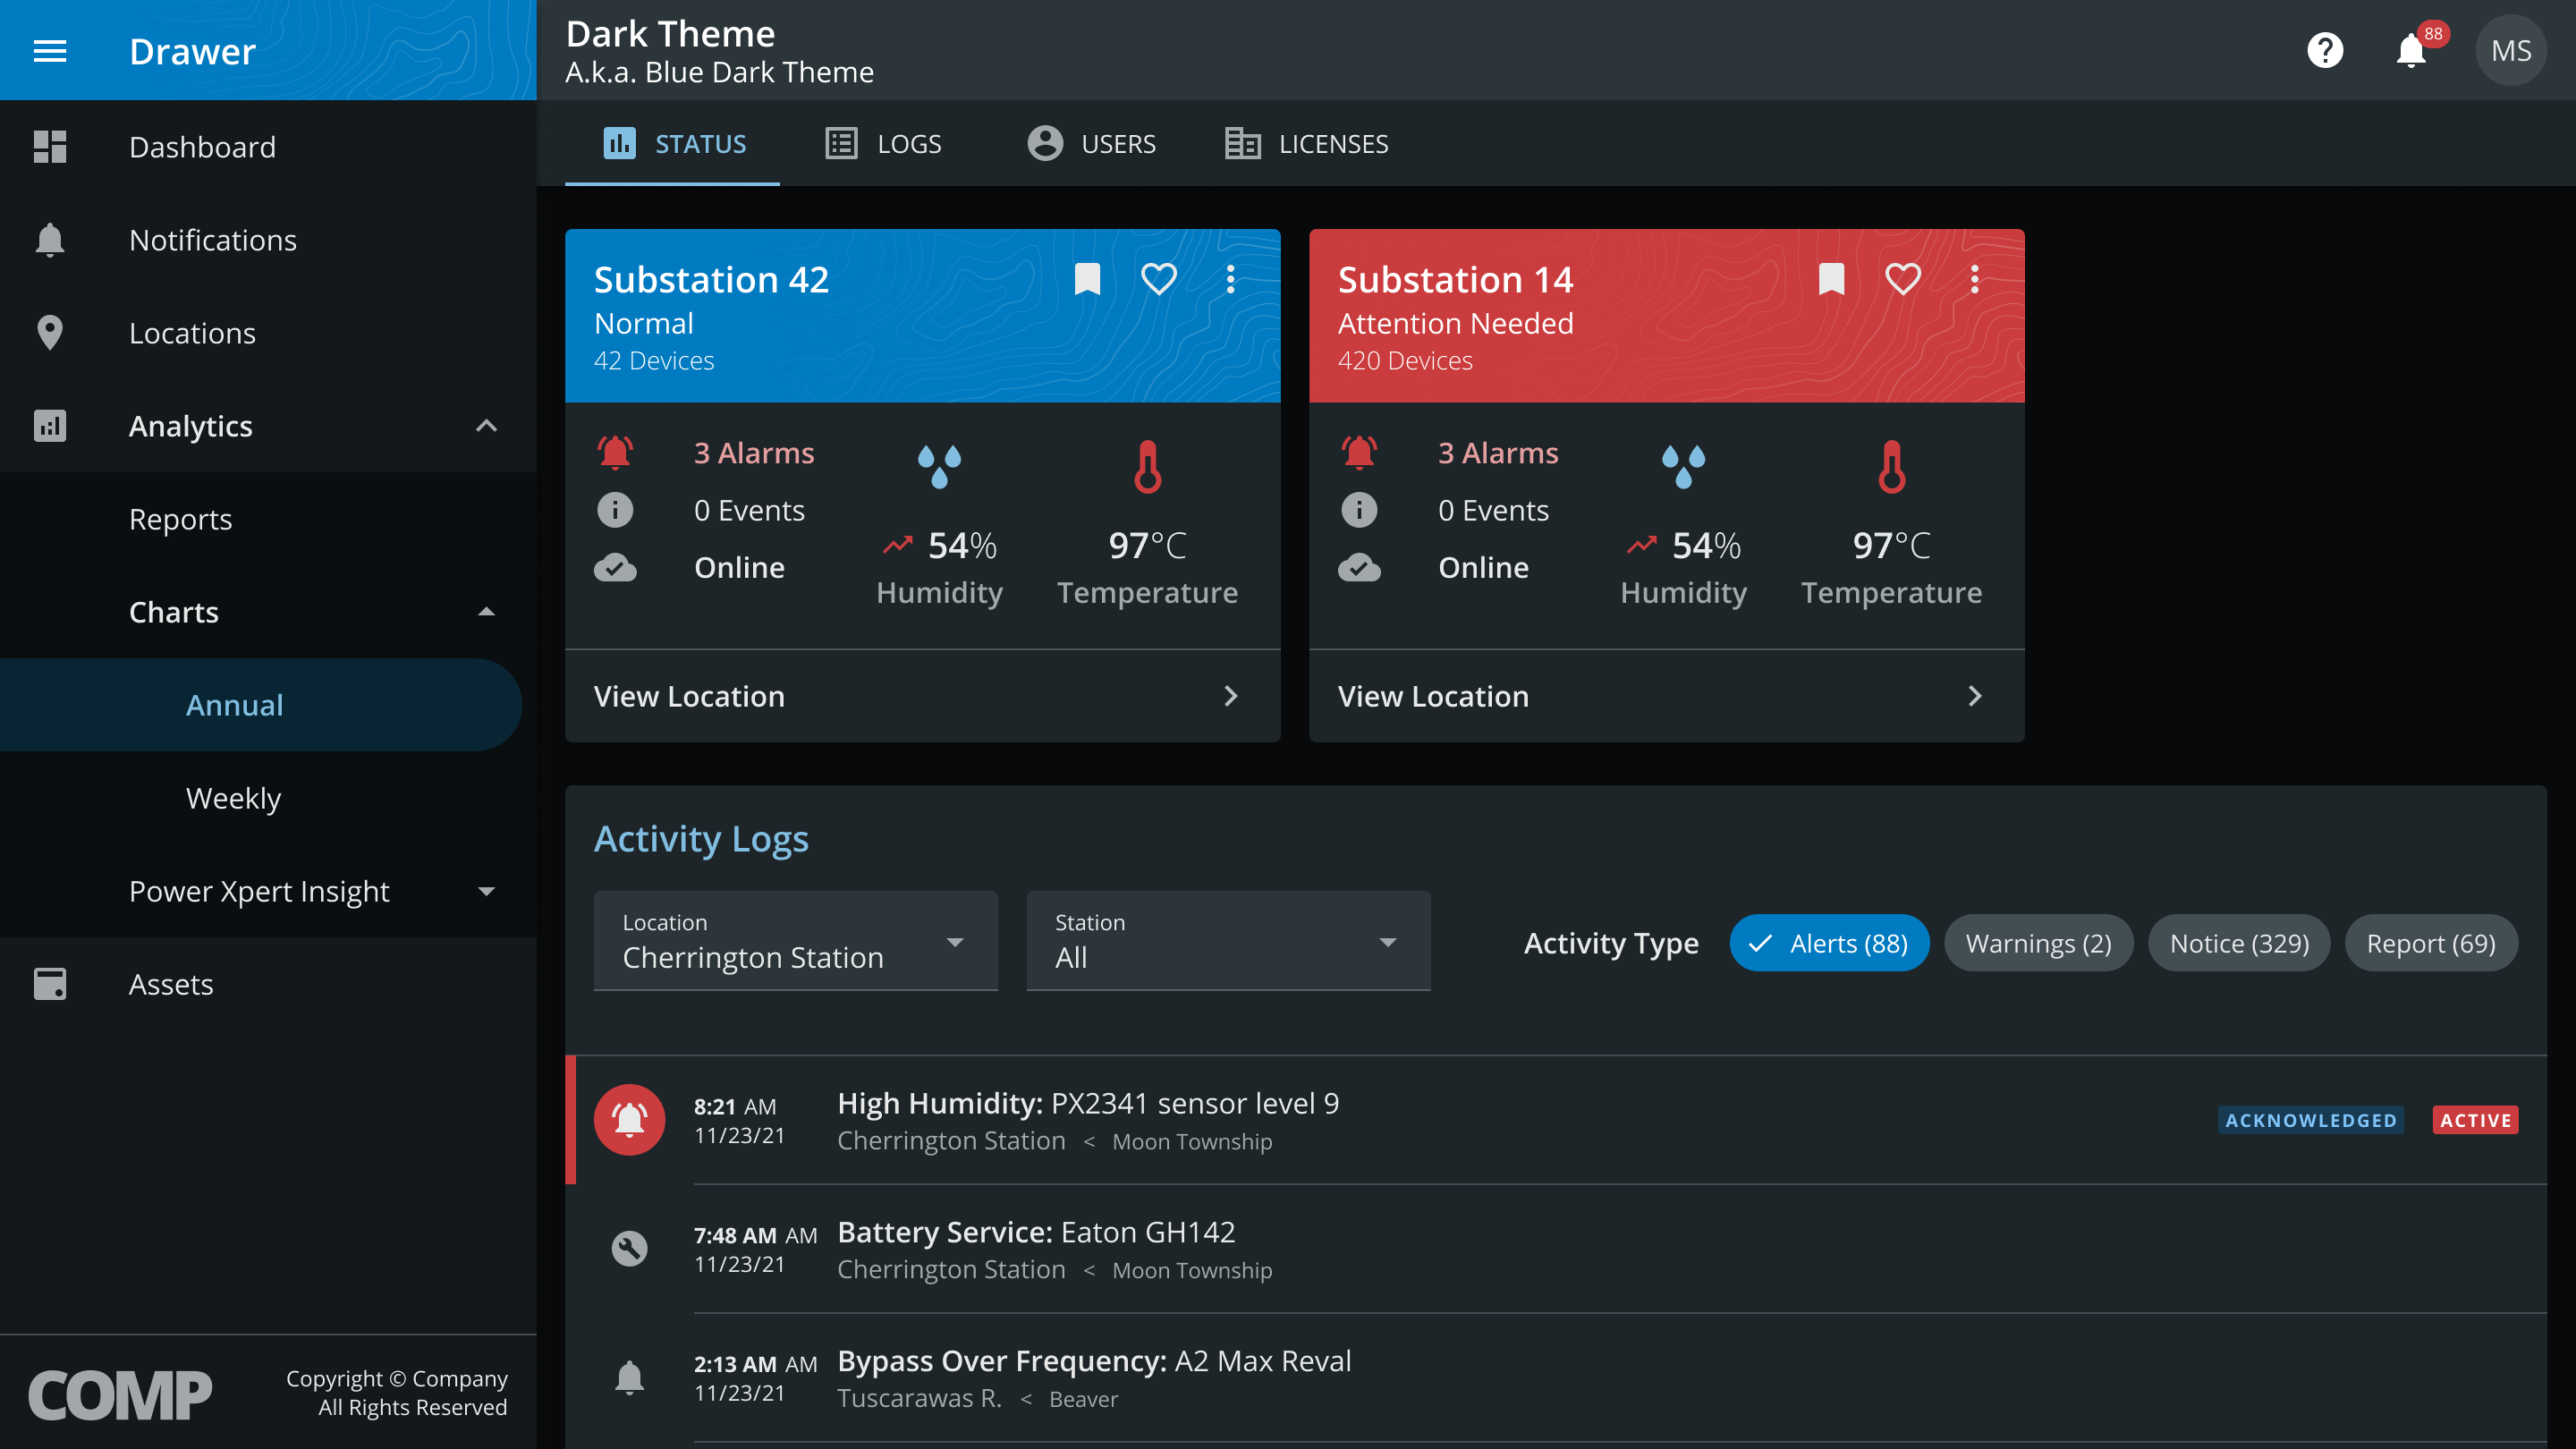 Drawer
Dashboard
Notifications
Locations
Analytics
Reports
Charts
Annual
Weekly
Power Xpert Insight
Assets
COMP
Copyright © Company
All Rights Reserved
Dark Theme
A.k.a. Blue Dark Theme
88
MS
STATUS LOGS USERS LICENSES
Substation 42
Normal
42 Devices
3 Alarms
0 Events
Online
54%
Humidity
97°C
Temperature
View Location
Substation 14
Attention Needed
420 Devices
3 Alarms
0 Events
Online
54%
Humidity
97°C
Temperature
View Location
Activity Logs
Location
Cherrington Station
Station
All
Activity Type Alerts (88) Warnings (2) Notice (329) Report (69)
8:21 AM
11/23/21
High Humidity: PX2341 sensor level 9
Cherrington Station < Moon Township
ACKNOWLEDGED ACTIVE
7:48 AM AM
11/23/21
Battery Service: Eaton GH142
Cherrington Station < Moon Township
2:13 AM AM
11/23/21
Bypass Over Frequency: A2 Max Reval
Tuscarawas R. < Beaver